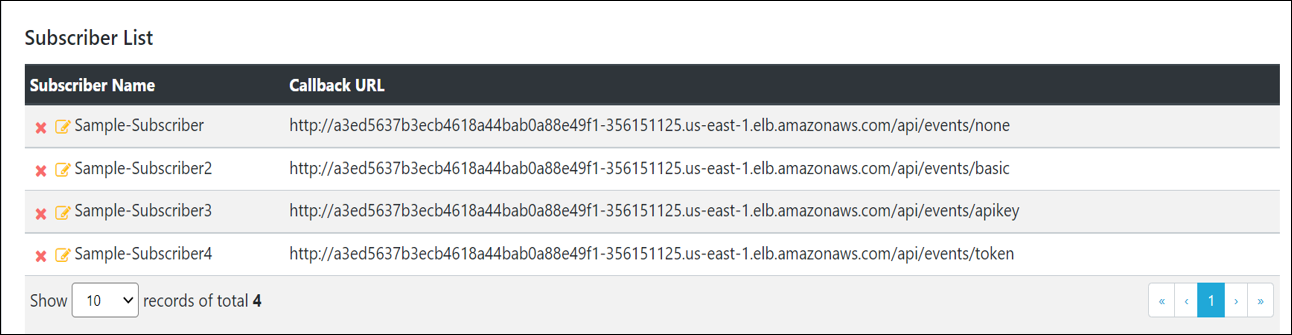 Subscriber List
Subscriber Name Callback URL
Sample-Subscriber http://a3ed5637b3ecb4618a44bab0a88e49f1-356151125.us-east-1.elb.amazonaws.com/api/events/none
Sample-Subscriber2 http://a3ed5637b3ecb4618a44bab0a88e49f1-356151125.us-east-1.elb.amazonaws.com/api/events/basic
Sample-Subscriber3 http://a3ed5637b3ecb4618a44bab0a88e49f1-356151125.us-east-1.elb.amazonaws.com/api/events/apikey
Sample-Subscriber4 http://a3ed5637b3ecb4618a44bab0a88e49f1-356151125.us-east-1.elb.amazonaws.com/api/events/token
Show 10 records of total 4 « ‹ 1 › »